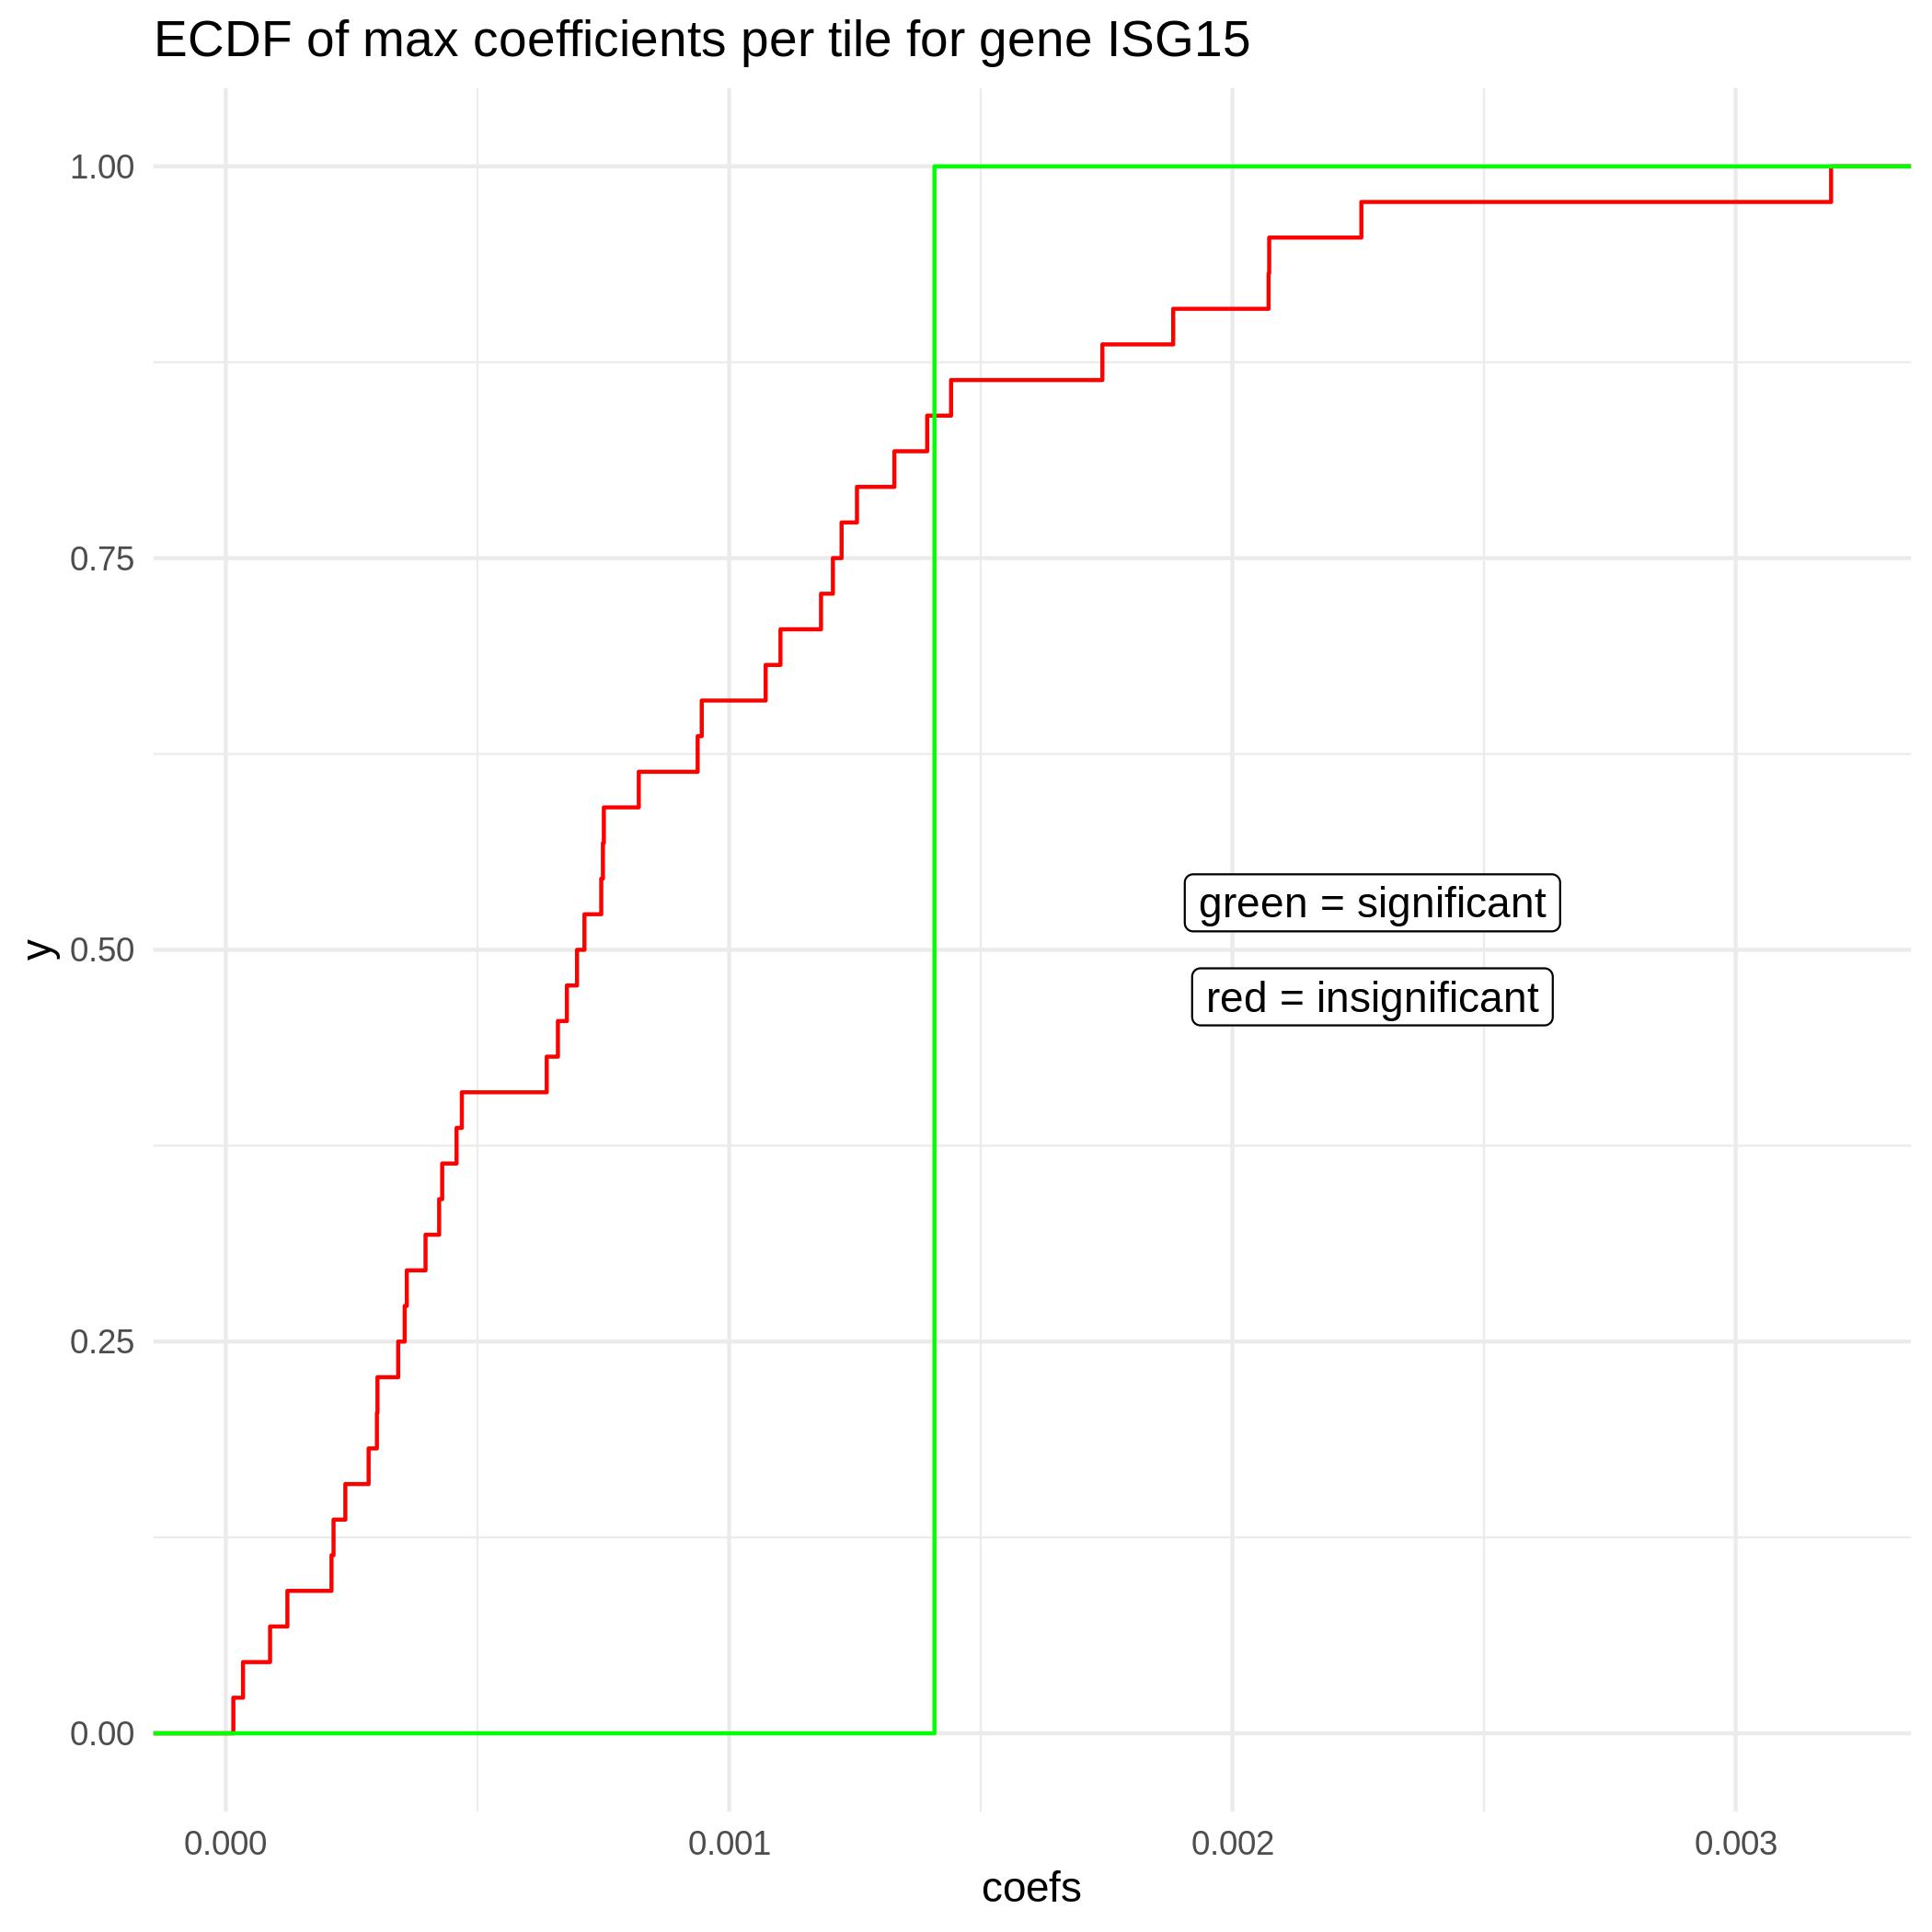 ECDF of max coefficients per tile for gene ISG15
1.00
0.75
0.50
0.25
0.00
y
green = significant
red = insignificant
0.000 0.001 0.002 0.003
coefs